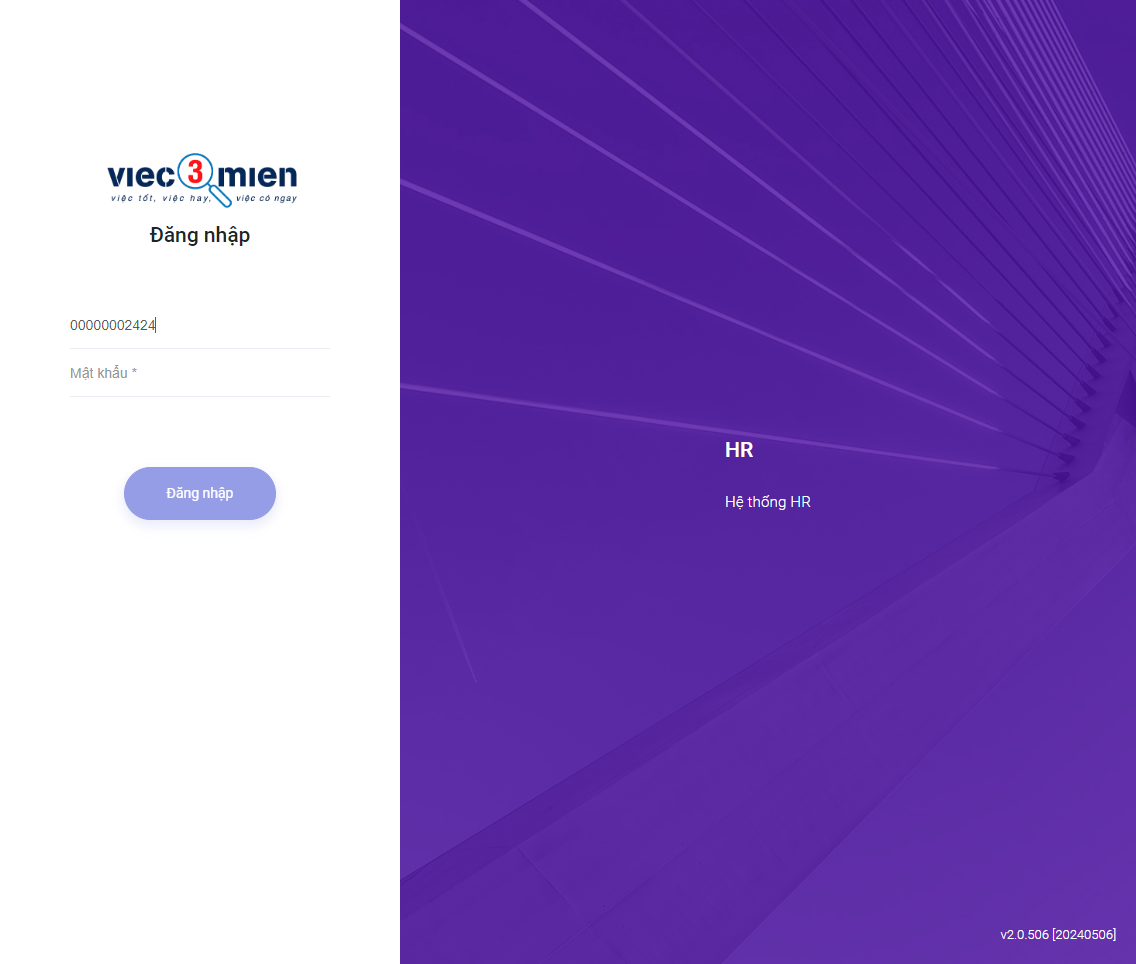 viec3mien
việc tốt, việc hay, việc có ngay
Đăng nhập
00000002424
Mật khẩu *
Đăng nhập
HR
Hệ thống HR
v2.0.506 [20240506]